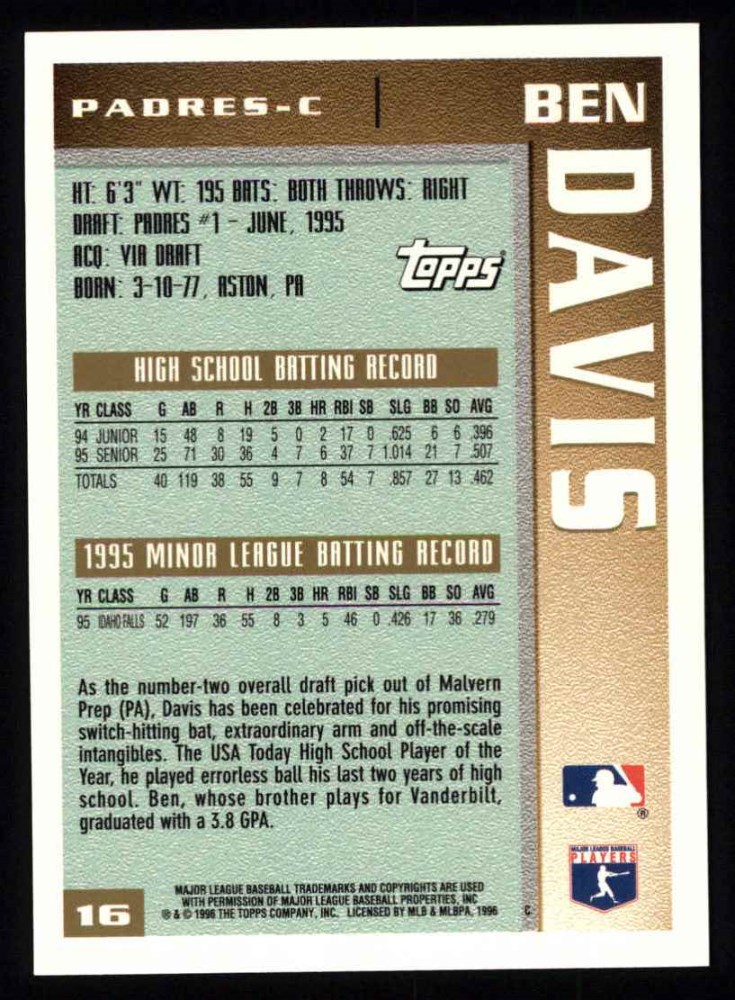 PADRES-C
BEN
DAVIS
HT: 6'3" WT: 195 BATS: BOTH THROWS: RIGHT
DRAFT: PADRES #1 - JUNE, 1995
ACQ: VIA DRAFT
BORN: 3-10-77, ASTON, PA
TOPPS
HIGH SCHOOL BATTING RECORD
YR CLASS G AB R H 2B 3B HR RBI SB SLG BB SO AVG
94 JUNIOR 15 48 8 19 5 0 2 17 0 .625 6 6 .396
95 SENIOR 25 71 30 36 4 7 6 37 7 1.014 21 7 .507
TOTALS 40 119 38 55 9 7 8 54 7 .857 27 13 .462
1995 MINOR LEAGUE BATTING RECORD
YR CLASS G AB R H 2B 3B HR RBI SB SLG BB SO AVG
95 IDAHO FALLS 52 197 36 55 8 3 5 46 0 .426 17 36 .279
As the number-two overall draft pick out of Malvern
Prep (PA), Davis has been celebrated for his promising
switch-hitting bat, extraordinary arm and off-the-scale
intangibles. The USA Today High School Player of the
Year, he played errorless ball his last two years of high
school. Ben, whose brother plays for Vanderbilt,
graduated with a 3.8 GPA.
®
MAJOR LEAGUE BASEBALL
PLAYERS
16
MAJOR LEAGUE BASEBALL TRADEMARKS AND COPYRIGHTS ARE USED
WITH PERMISSION OF MAJOR LEAGUE BASEBALL PROPERTIES, INC
® & © 1996 THE TOPPS COMPANY, INC. LICENSED BY MLB & MLBPA, 1996
C